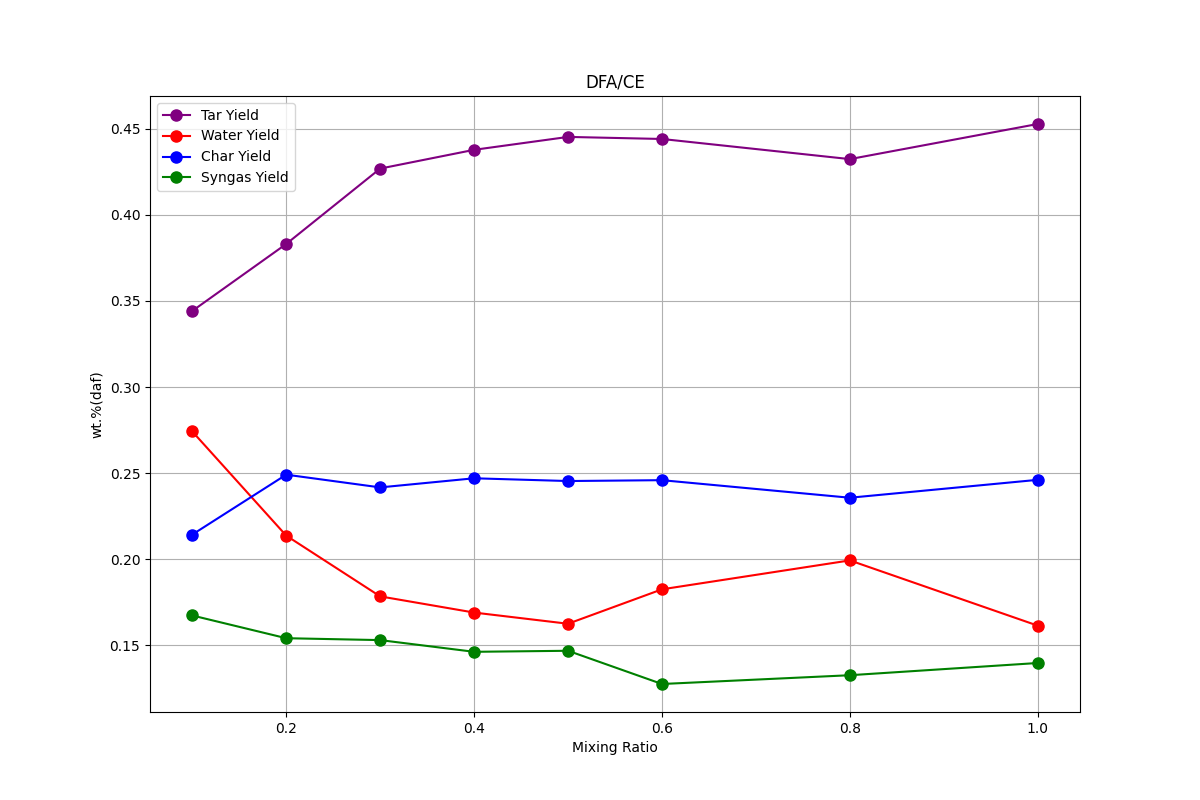 DFA/CE
Tar Yield
Water Yield
Char Yield
Syngas Yield
wt.%(daf)
0.45
0.40
0.35
0.30
0.25
0.20
0.15
0.2 0.4 0.6 0.8 1.0
Mixing Ratio